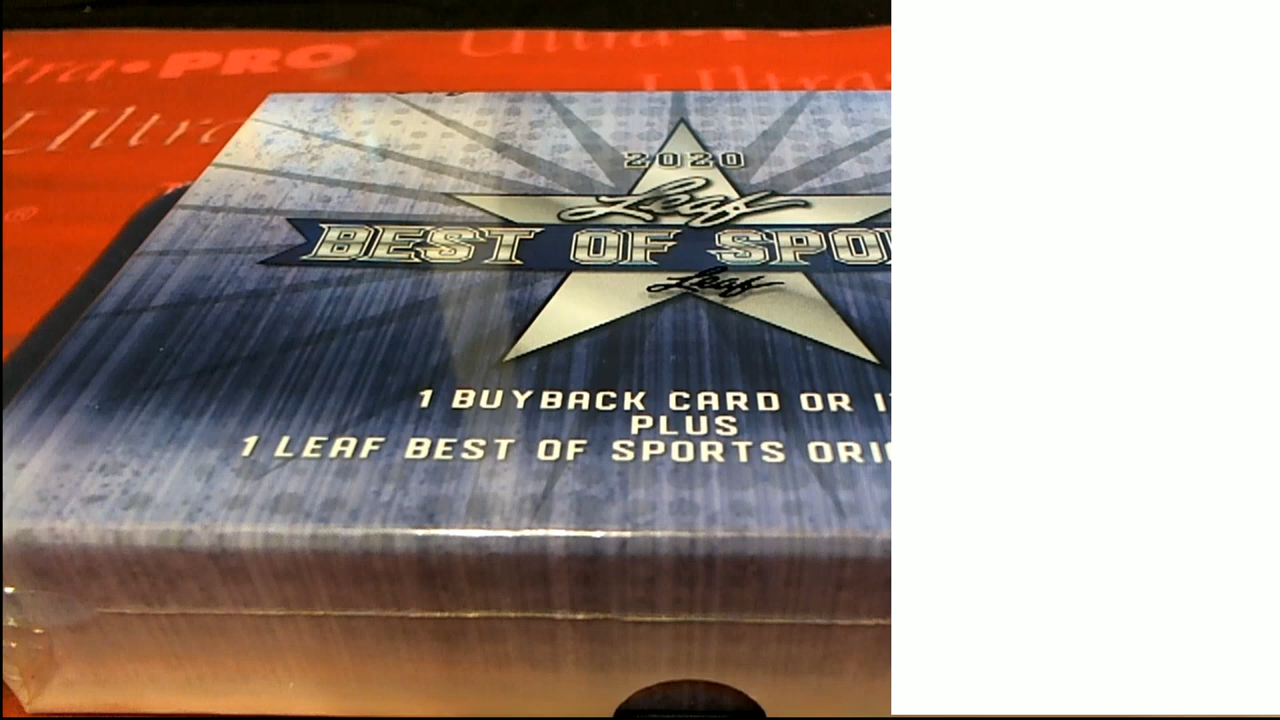 tra•PRO
Ultra
Ultra
Ultra
®
2020
Leaf
BEST OF SPO
Leaf
1 BUYBACK CARD OR I
PLUS
1 LEAF BEST OF SPORTS ORI